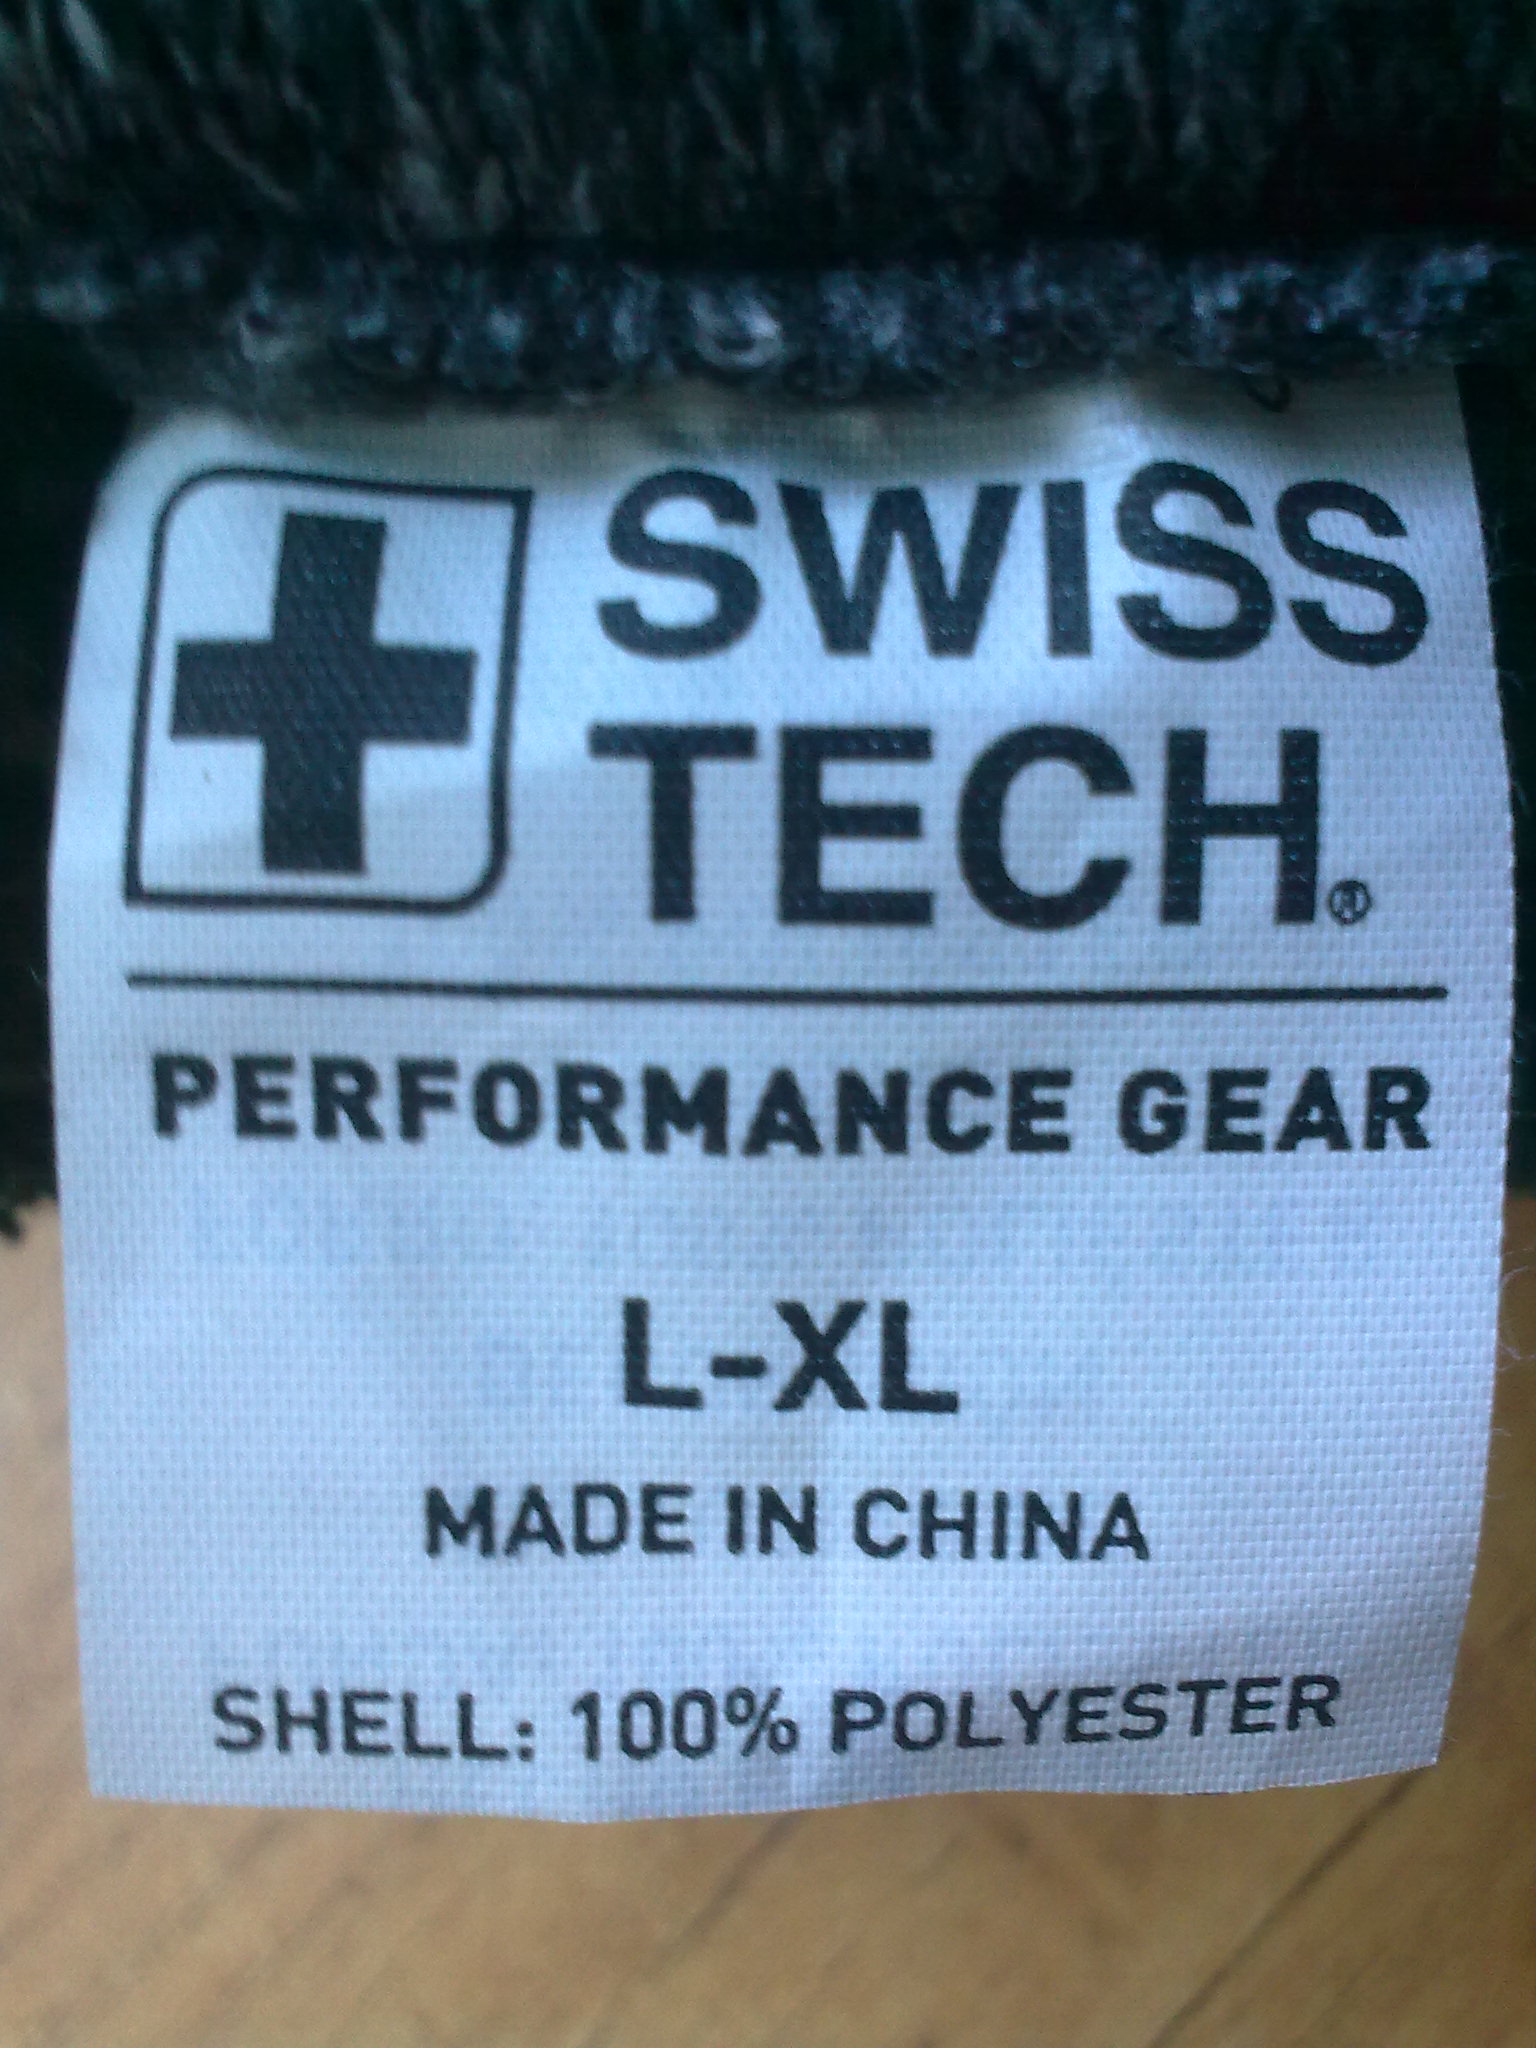 SWISS
TECH®
PERFORMANCE GEAR
L-XL
MADE IN CHINA
SHELL: 100% POLYESTER